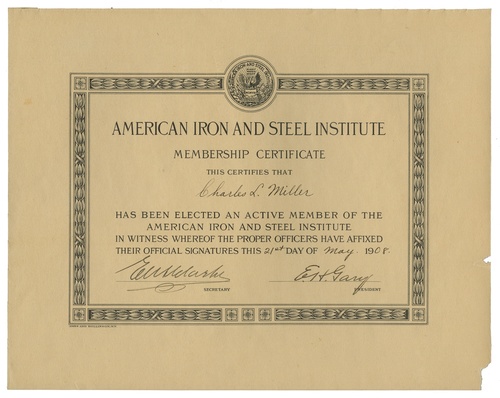 AMERICAN IRON AND STEEL INSTITUTE
MEMBERSHIP CERTIFICATE
THIS CERTIFIES THAT
Charles L. Miller
HAS BEEN ELECTED AN ACTIVE MEMBER OF THE
AMERICAN IRON AND STEEL INSTITUTE
IN WITNESS WHEREOF THE PROPER OFFICERS HAVE AFFIXED
THEIR OFFICIAL SIGNATURES THIS 21st DAY OF May 1908.
E.H. Gary
SECRETARY PRESIDENT